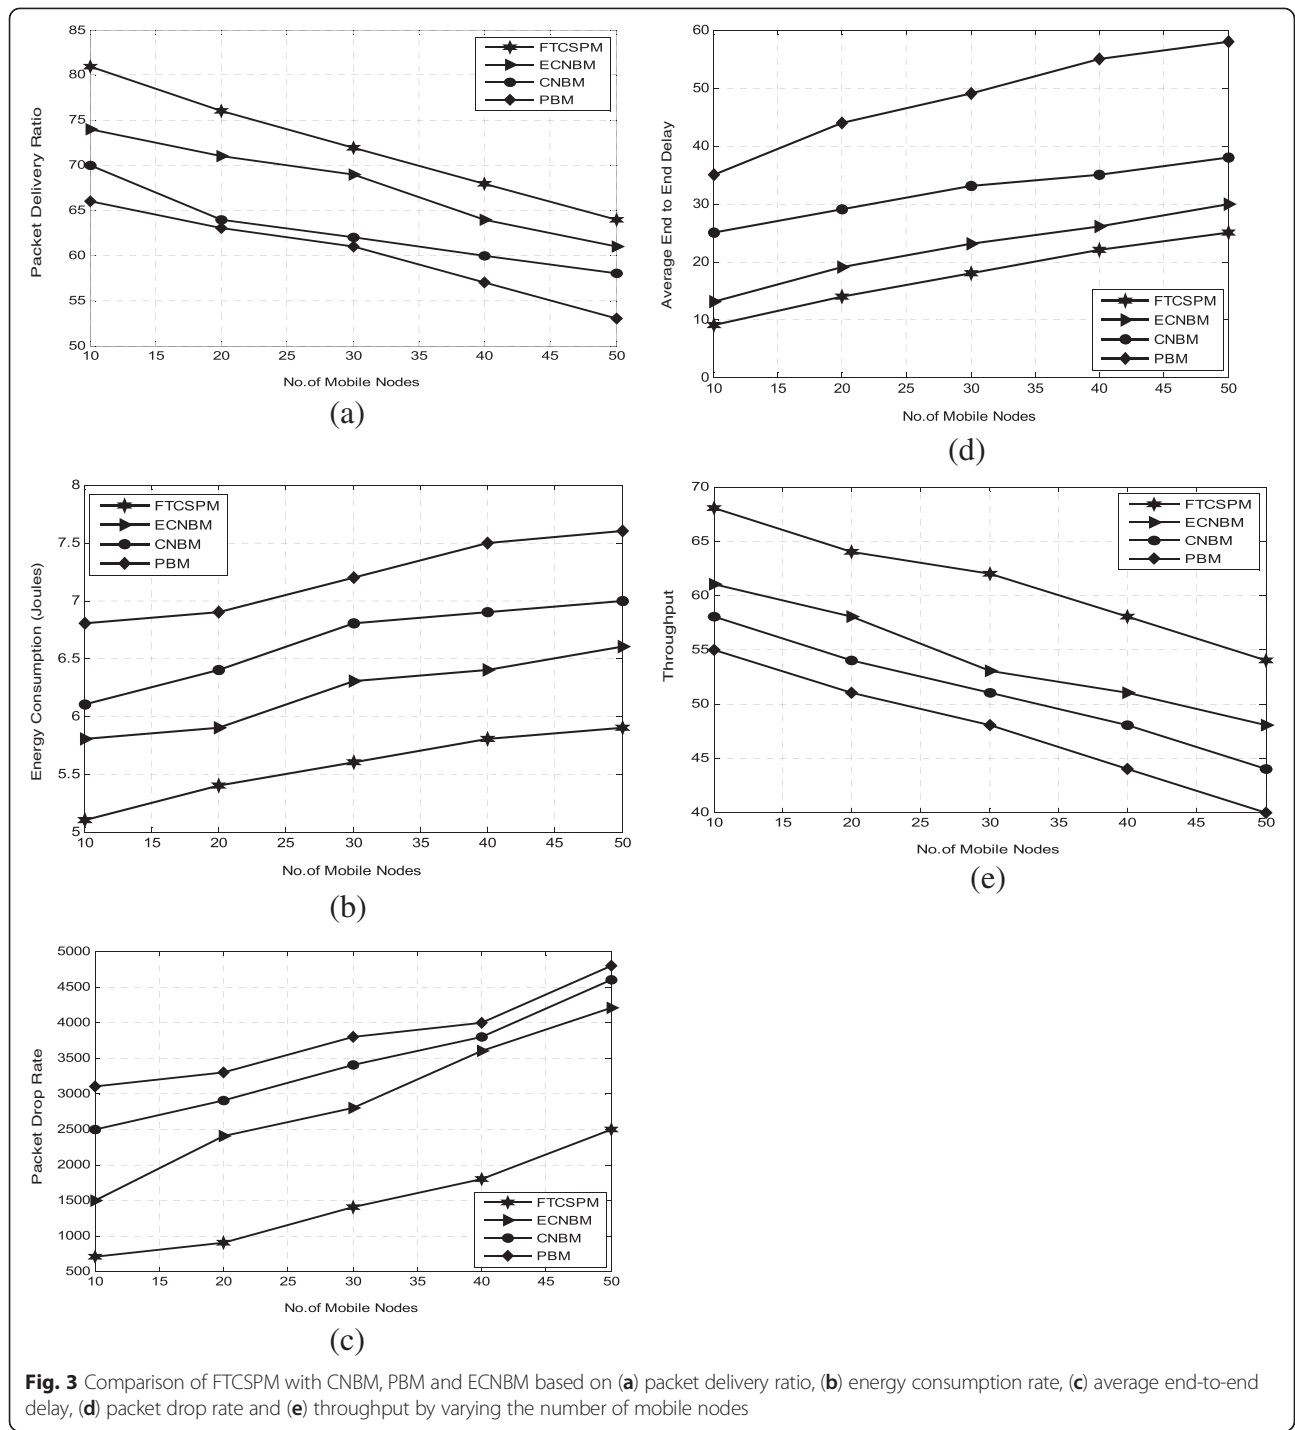 85
80
75
70
65
60
55
50
Packet Delivery Ratio
FTCSPM
ECNBM
CNBM
PBM
10 15 20 25 30 35 40 45 50
No.of Mobile Nodes
(a)
60
50
40
30
20
10
0
Average End to End Delay
FTCSPM
ECNBM
CNBM
PBM
10 15 20 25 30 35 40 45 50
No.of Mobile Nodes
(d)
8
7.5
7
6.5
6
5.5
5
Energy Consumption (Joules)
FTCSPM
ECNBM
CNBM
PBM
10 15 20 25 30 35 40 45 50
No.of Mobile Nodes
(b)
70
65
60
55
50
45
40
Throughput
FTCSPM
ECNBM
CNBM
PBM
10 15 20 25 30 35 40 45 50
No.of Mobile Nodes
(e)
5000
4500
4000
3500
3000
2500
2000
1500
1000
500
Packet Drop Rate
FTCSPM
ECNBM
CNBM
PBM
10 15 20 25 30 35 40 45 50
No.of Mobile Nodes
(c)
Fig. 3 Comparison of FTCSPM with CNBM, PBM and ECNBM based on (a) packet delivery ratio, (b) energy consumption rate, (c) average end-to-end
delay, (d) packet drop rate and (e) throughput by varying the number of mobile nodes